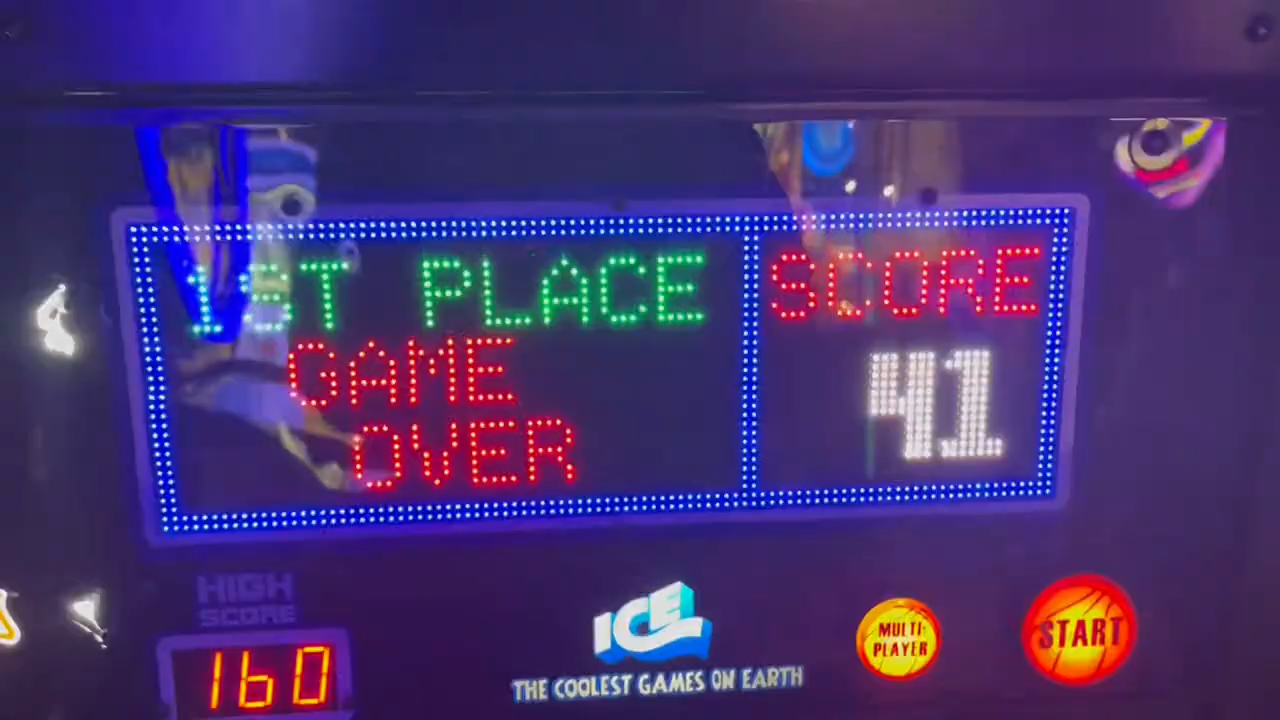 1ST PLACE
GAME
OVER
SCORE
41
HIGH
SCORE
160
ICE
THE COOLEST GAMES ON EARTH
MULTI-
PLAYER
START